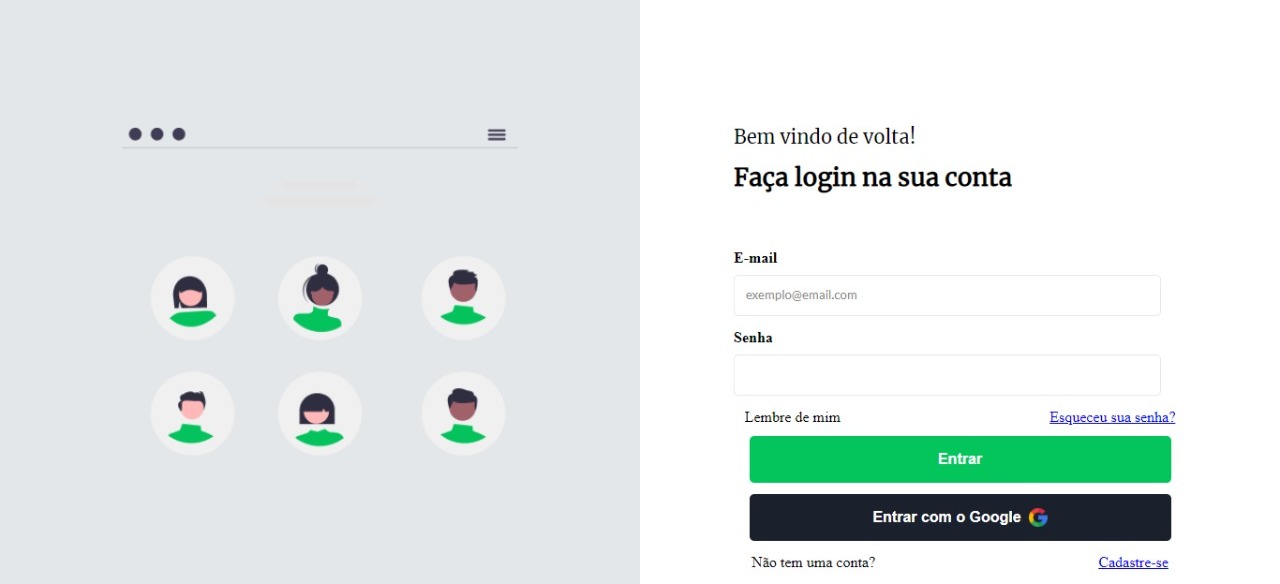 Bem vindo de volta!
Faça login na sua conta
E-mail
exemplo@email.com
Senha
Lembre de mim Esqueceu sua senha?
Entrar
Entrar com o Google
Não tem uma conta? Cadastre-se